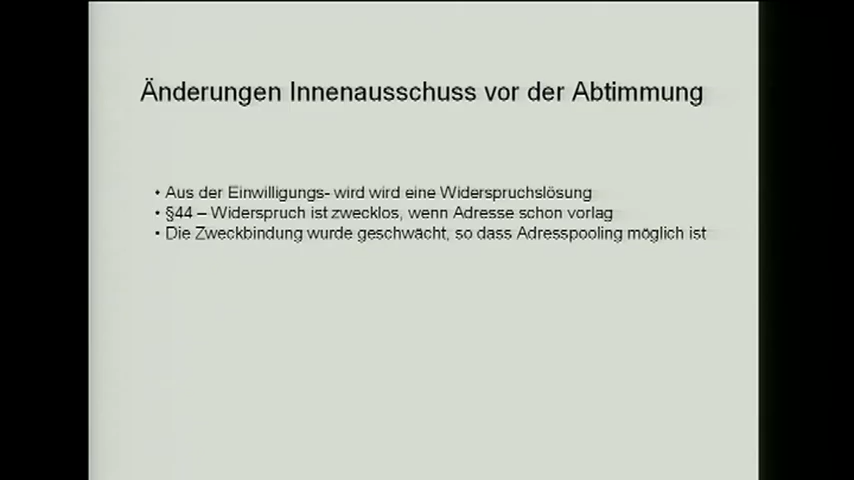 Änderungen Innenausschuss vor der Abtimmung
• Aus der Einwilligungs- wird wird eine Widerspruchslösung
• §44 – Widerspruch ist zwecklos, wenn Adresse schon vorlag
• Die Zweckbindung wurde geschwächt, so dass Adresspooling möglich ist